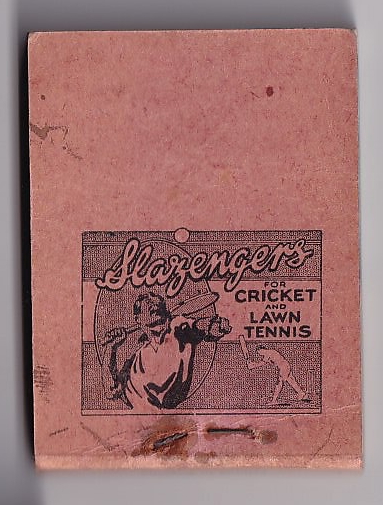 Slazengers
FOR
CRICKET
AND
LAWN
TENNIS